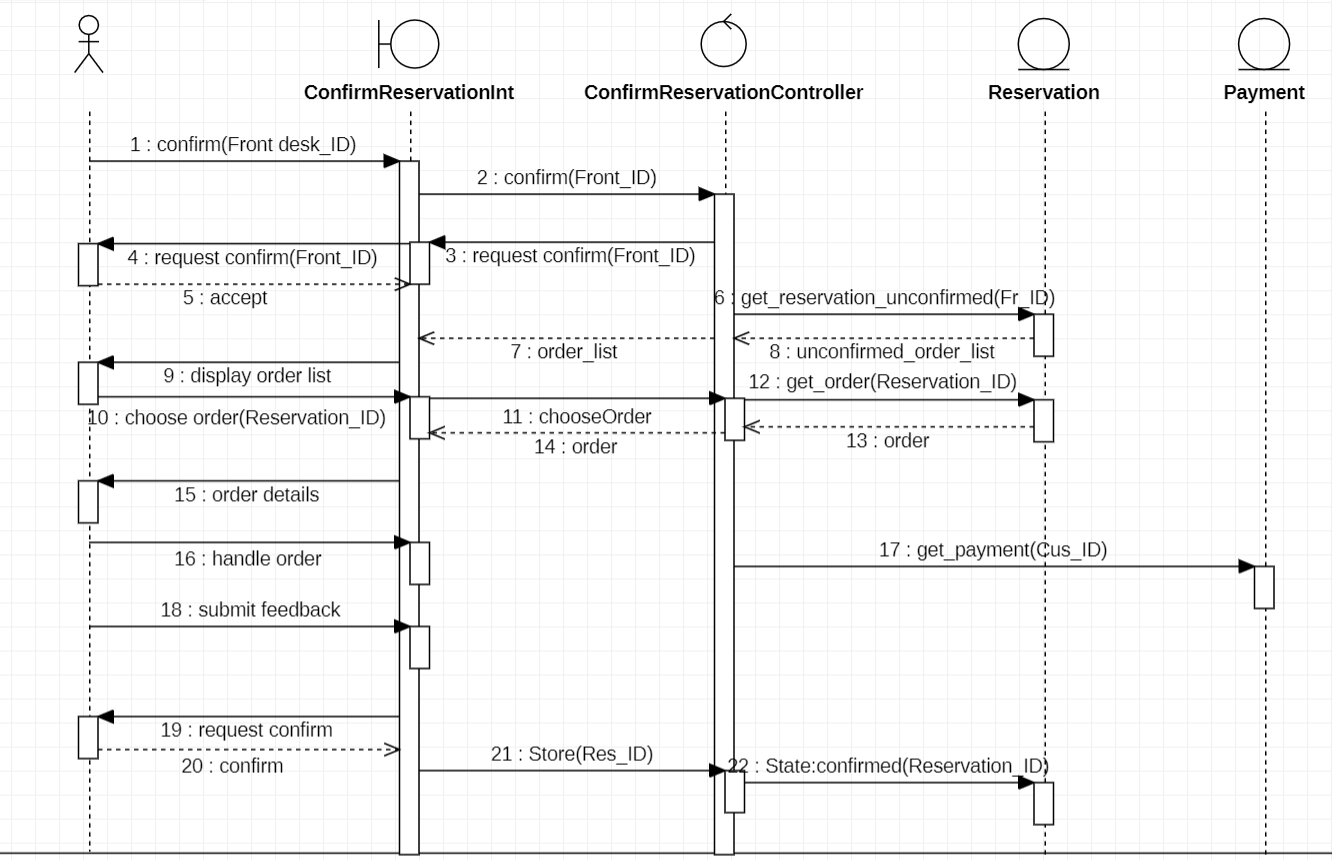 ConfirmReservationInt
ConfirmReservationController
Reservation
Payment
1 : confirm(Front desk_ID)
2 : confirm(Front_ID)
4 : request confirm(Front_ID)
3 : request confirm(Front_ID)
5 : accept
6 : get_reservation_unconfirmed(Fr_ID)
7 : order_list
8 : unconfirmed_order_list
9 : display order list
12 : get_order(Reservation_ID)
10 : choose order(Reservation_ID)
11 : chooseOrder
13 : order
14 : order
15 : order details
16 : handle order
17 : get_payment(Cus_ID)
18 : submit feedback
19 : request confirm
20 : confirm
21 : Store(Res_ID)
22 : State:confirmed(Reservation_ID)